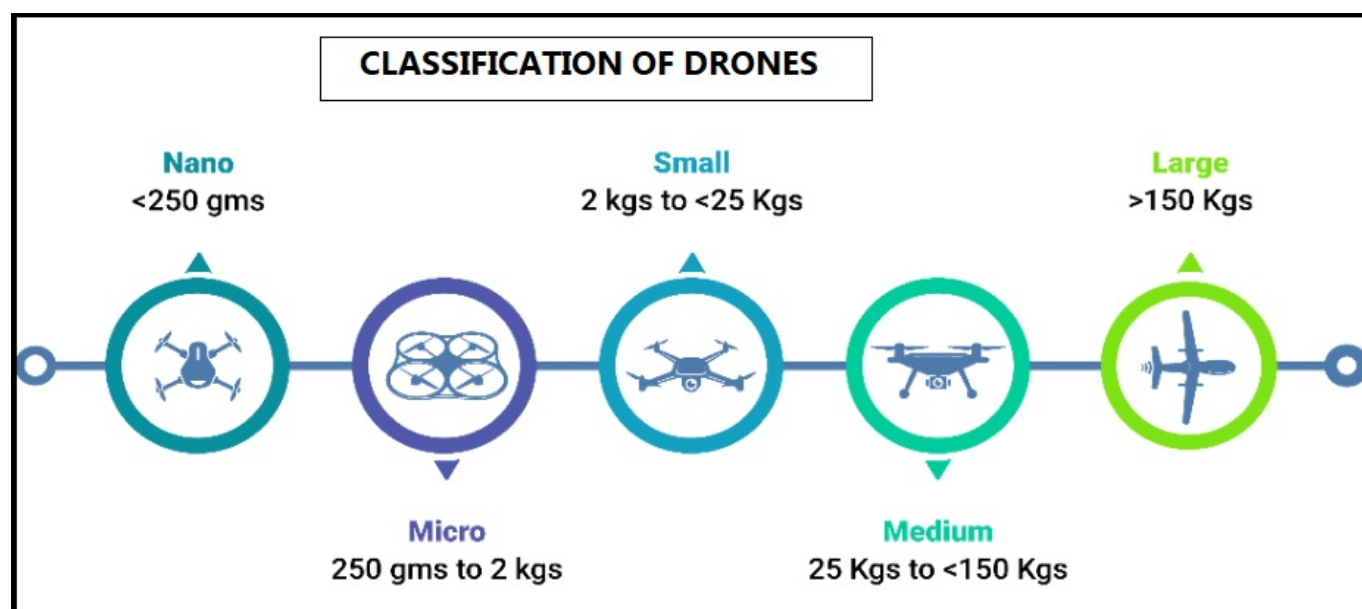 CLASSIFICATION OF DRONES
Nano
<250 gms
Small
2 kgs to <25 Kgs
Large
>150 Kgs
Micro
250 gms to 2 kgs
Medium
25 Kgs to <150 Kgs